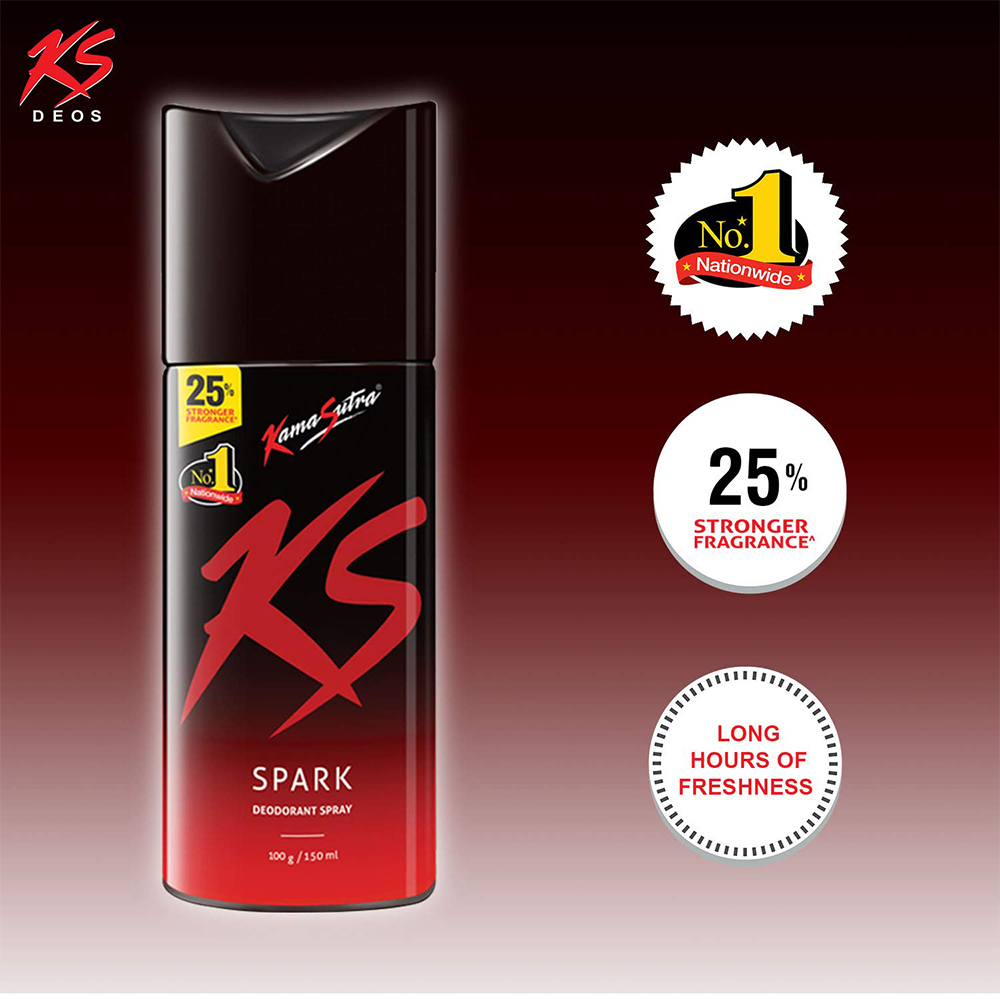 KS
DEOS
25%
STRONGER
FRAGRANCE^
No.1
Nationwide
KamaSutra®
KS
SPARK
DEODORANT SPRAY
100 g / 150 ml
No.1
Nationwide
25%
STRONGER
FRAGRANCE^
LONG
HOURS OF
FRESHNESS